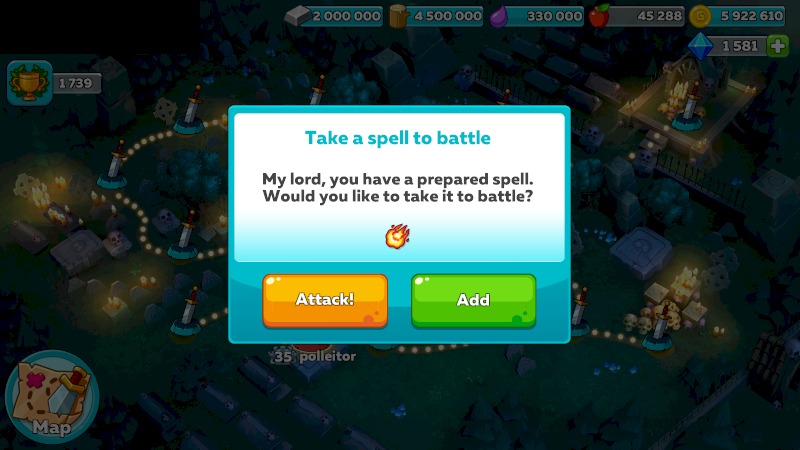 2 000 000
4 500 000
330 000
45 288
5 922 610
1 581
1 739
Take a spell to battle
My lord, you have a prepared spell.
Would you like to take it to battle?
Attack!
Add
35 polleitor
Map